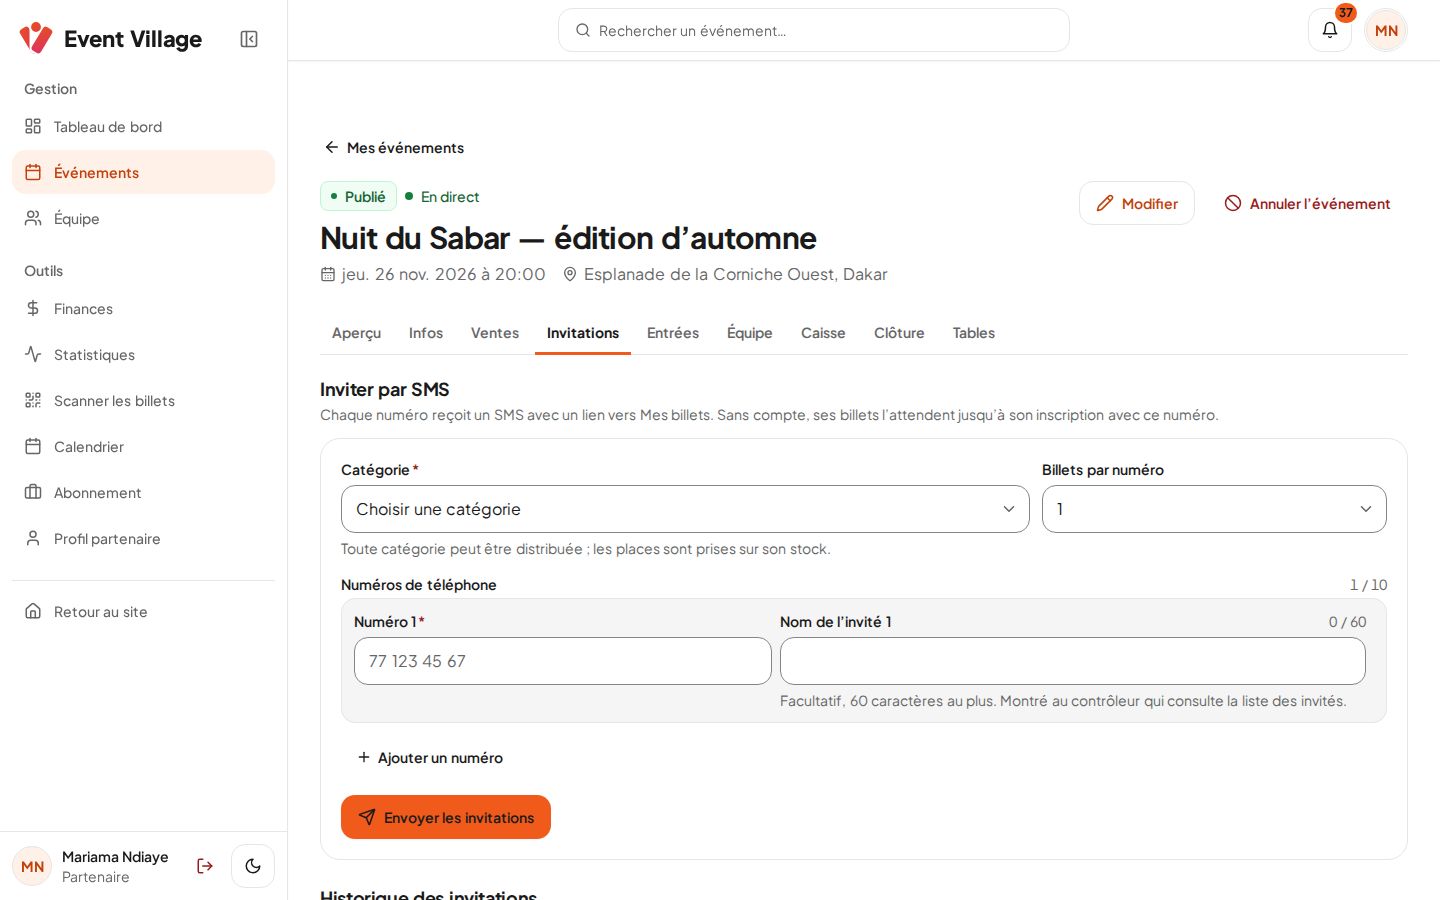 Event Village
Gestion
Tableau de bord
Événements
Équipe
Outils
Finances
Statistiques
Scanner les billets
Calendrier
Abonnement
Profil partenaire
Retour au site
MN
Mariama Ndiaye
Partenaire
Rechercher un événement…
37
MN
Mes événements
Publié
En direct
Modifier
Annuler l’événement
Nuit du Sabar — édition d’automne
jeu. 26 nov. 2026 à 20:00
Esplanade de la Corniche Ouest, Dakar
Aperçu
Infos
Ventes
Invitations
Entrées
Équipe
Caisse
Clôture
Tables
Inviter par SMS
Chaque numéro reçoit un SMS avec un lien vers Mes billets. Sans compte, ses billets l’attendent jusqu’à son inscription avec ce numéro.
Catégorie *
Billets par numéro
Choisir une catégorie
1
Toute catégorie peut être distribuée ; les places sont prises sur son stock.
Numéros de téléphone
1 / 10
Numéro 1 *
Nom de l’invité 1
0 / 60
77 123 45 67
Facultatif, 60 caractères au plus. Montré au contrôleur qui consulte la liste des invités.
Ajouter un numéro
Envoyer les invitations
Historique des invitations